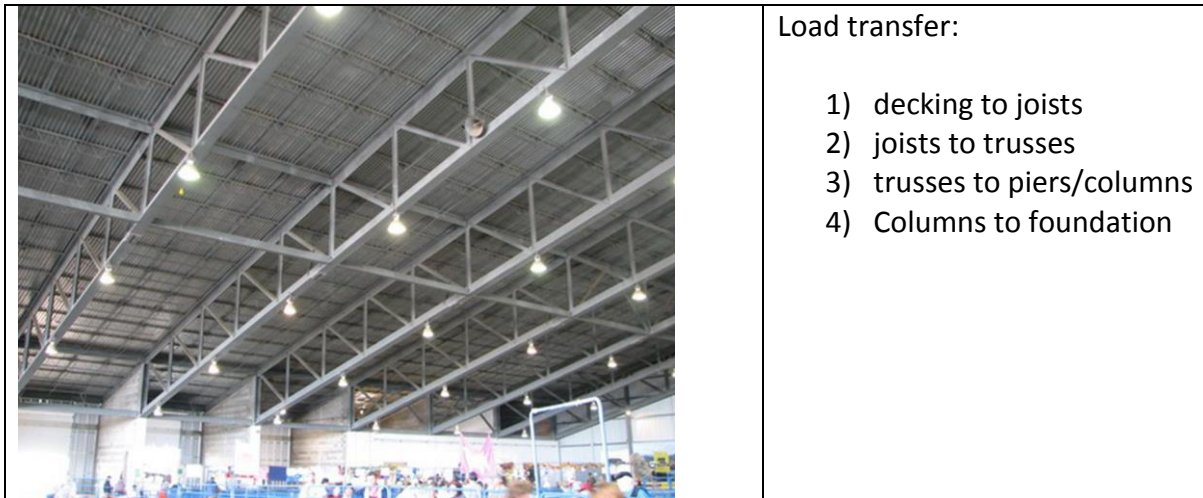 Load transfer:
1) decking to joists
2) joists to trusses
3) trusses to piers/columns
4) Columns to foundation